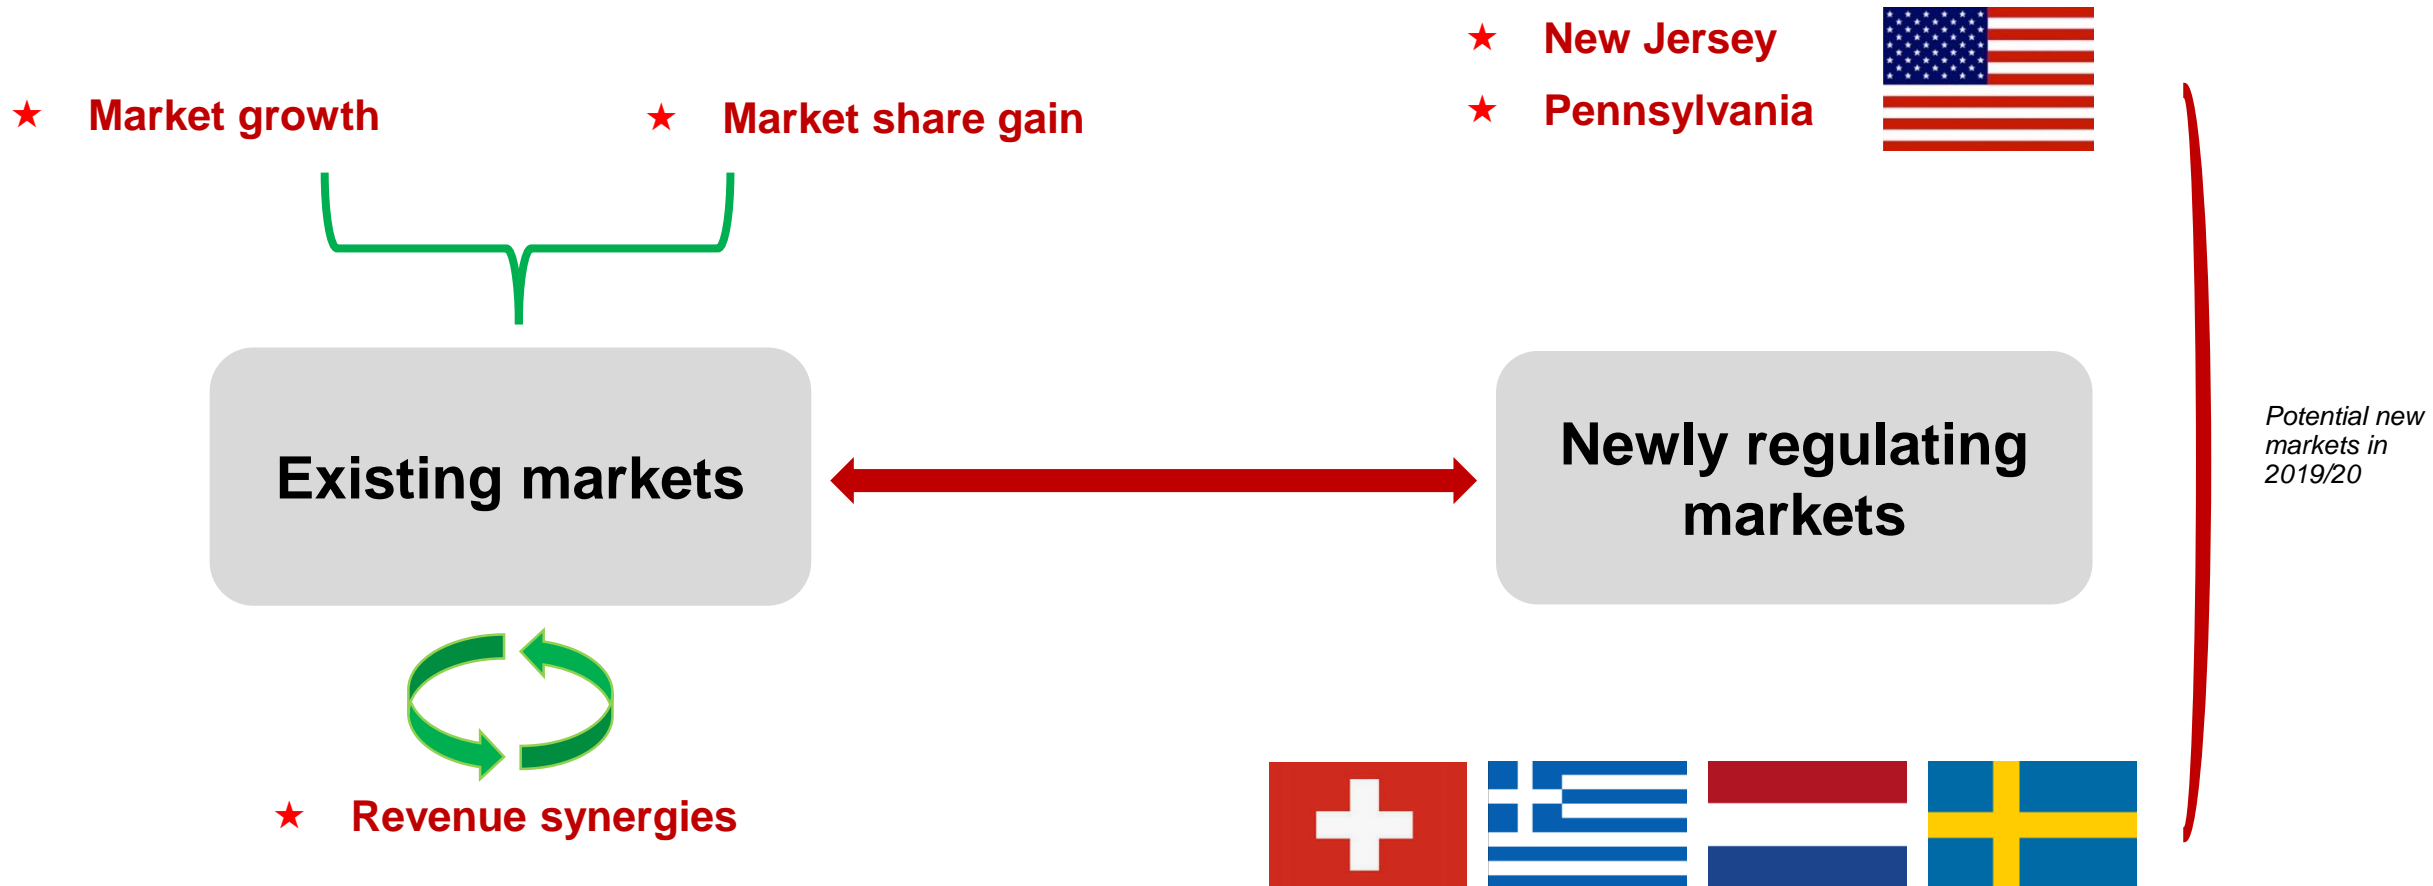 ★ New Jersey
★ Pennsylvania
★ Market growth
★ Market share gain
Existing markets
Newly regulating
markets
Potential new
markets in
2019/20
★ Revenue synergies